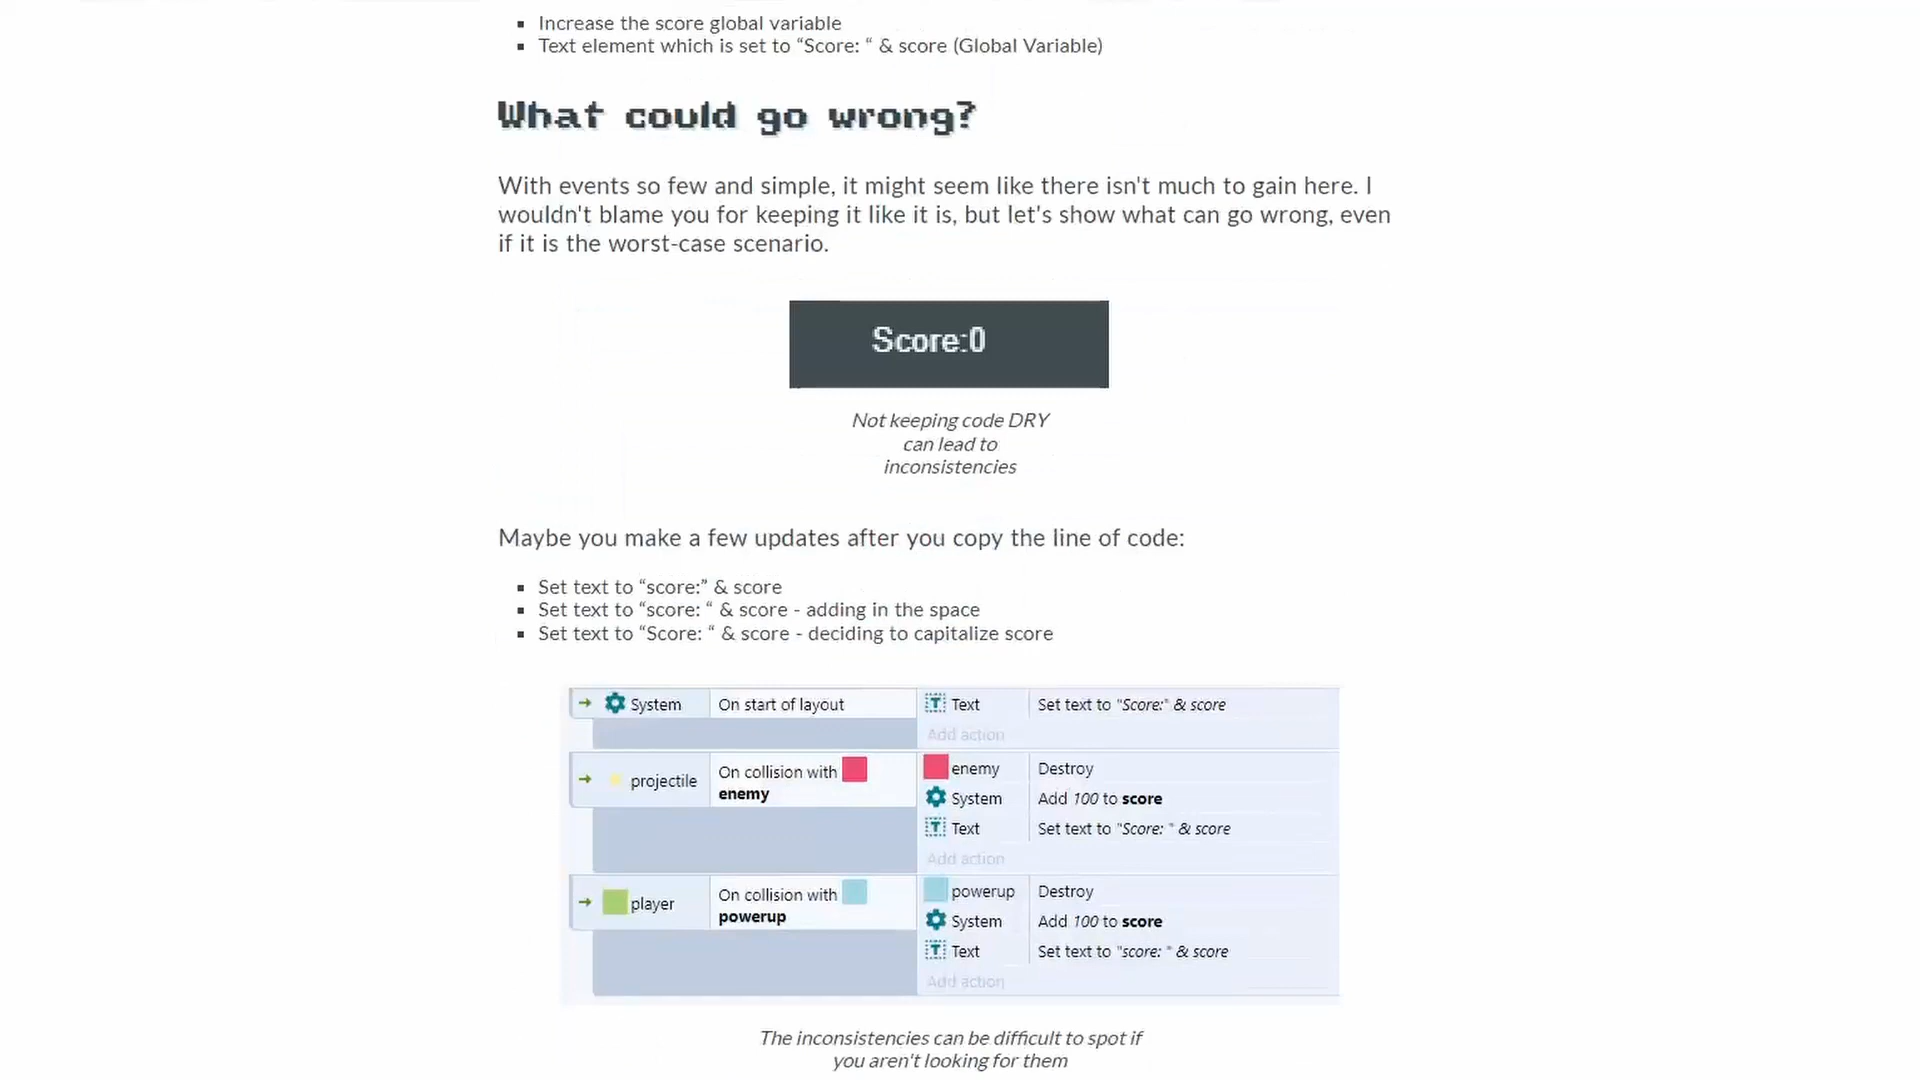 Increase the score global variable
Text element which is set to “Score: “ & score (Global Variable)
What could go wrong?
With events so few and simple, it might seem like there isn't much to gain here. I
wouldn't blame you for keeping it like it is, but let's show what can go wrong, even
if it is the worst-case scenario.
Score:0
Not keeping code DRY
can lead to
inconsistencies
Maybe you make a few updates after you copy the line of code:
Set text to “score:” & score
Set text to “score: “ & score - adding in the space
Set text to “Score: “ & score - deciding to capitalize score
System On start of layout Text Set text to "Score:" & score
Add action
projectile On collision with enemy enemy Destroy
System Add 100 to score
Text Set text to "Score: " & score
Add action
player On collision with powerup powerup Destroy
System Add 100 to score
Text Set text to "score: " & score
Add action
The inconsistencies can be difficult to spot if
you aren't looking for them